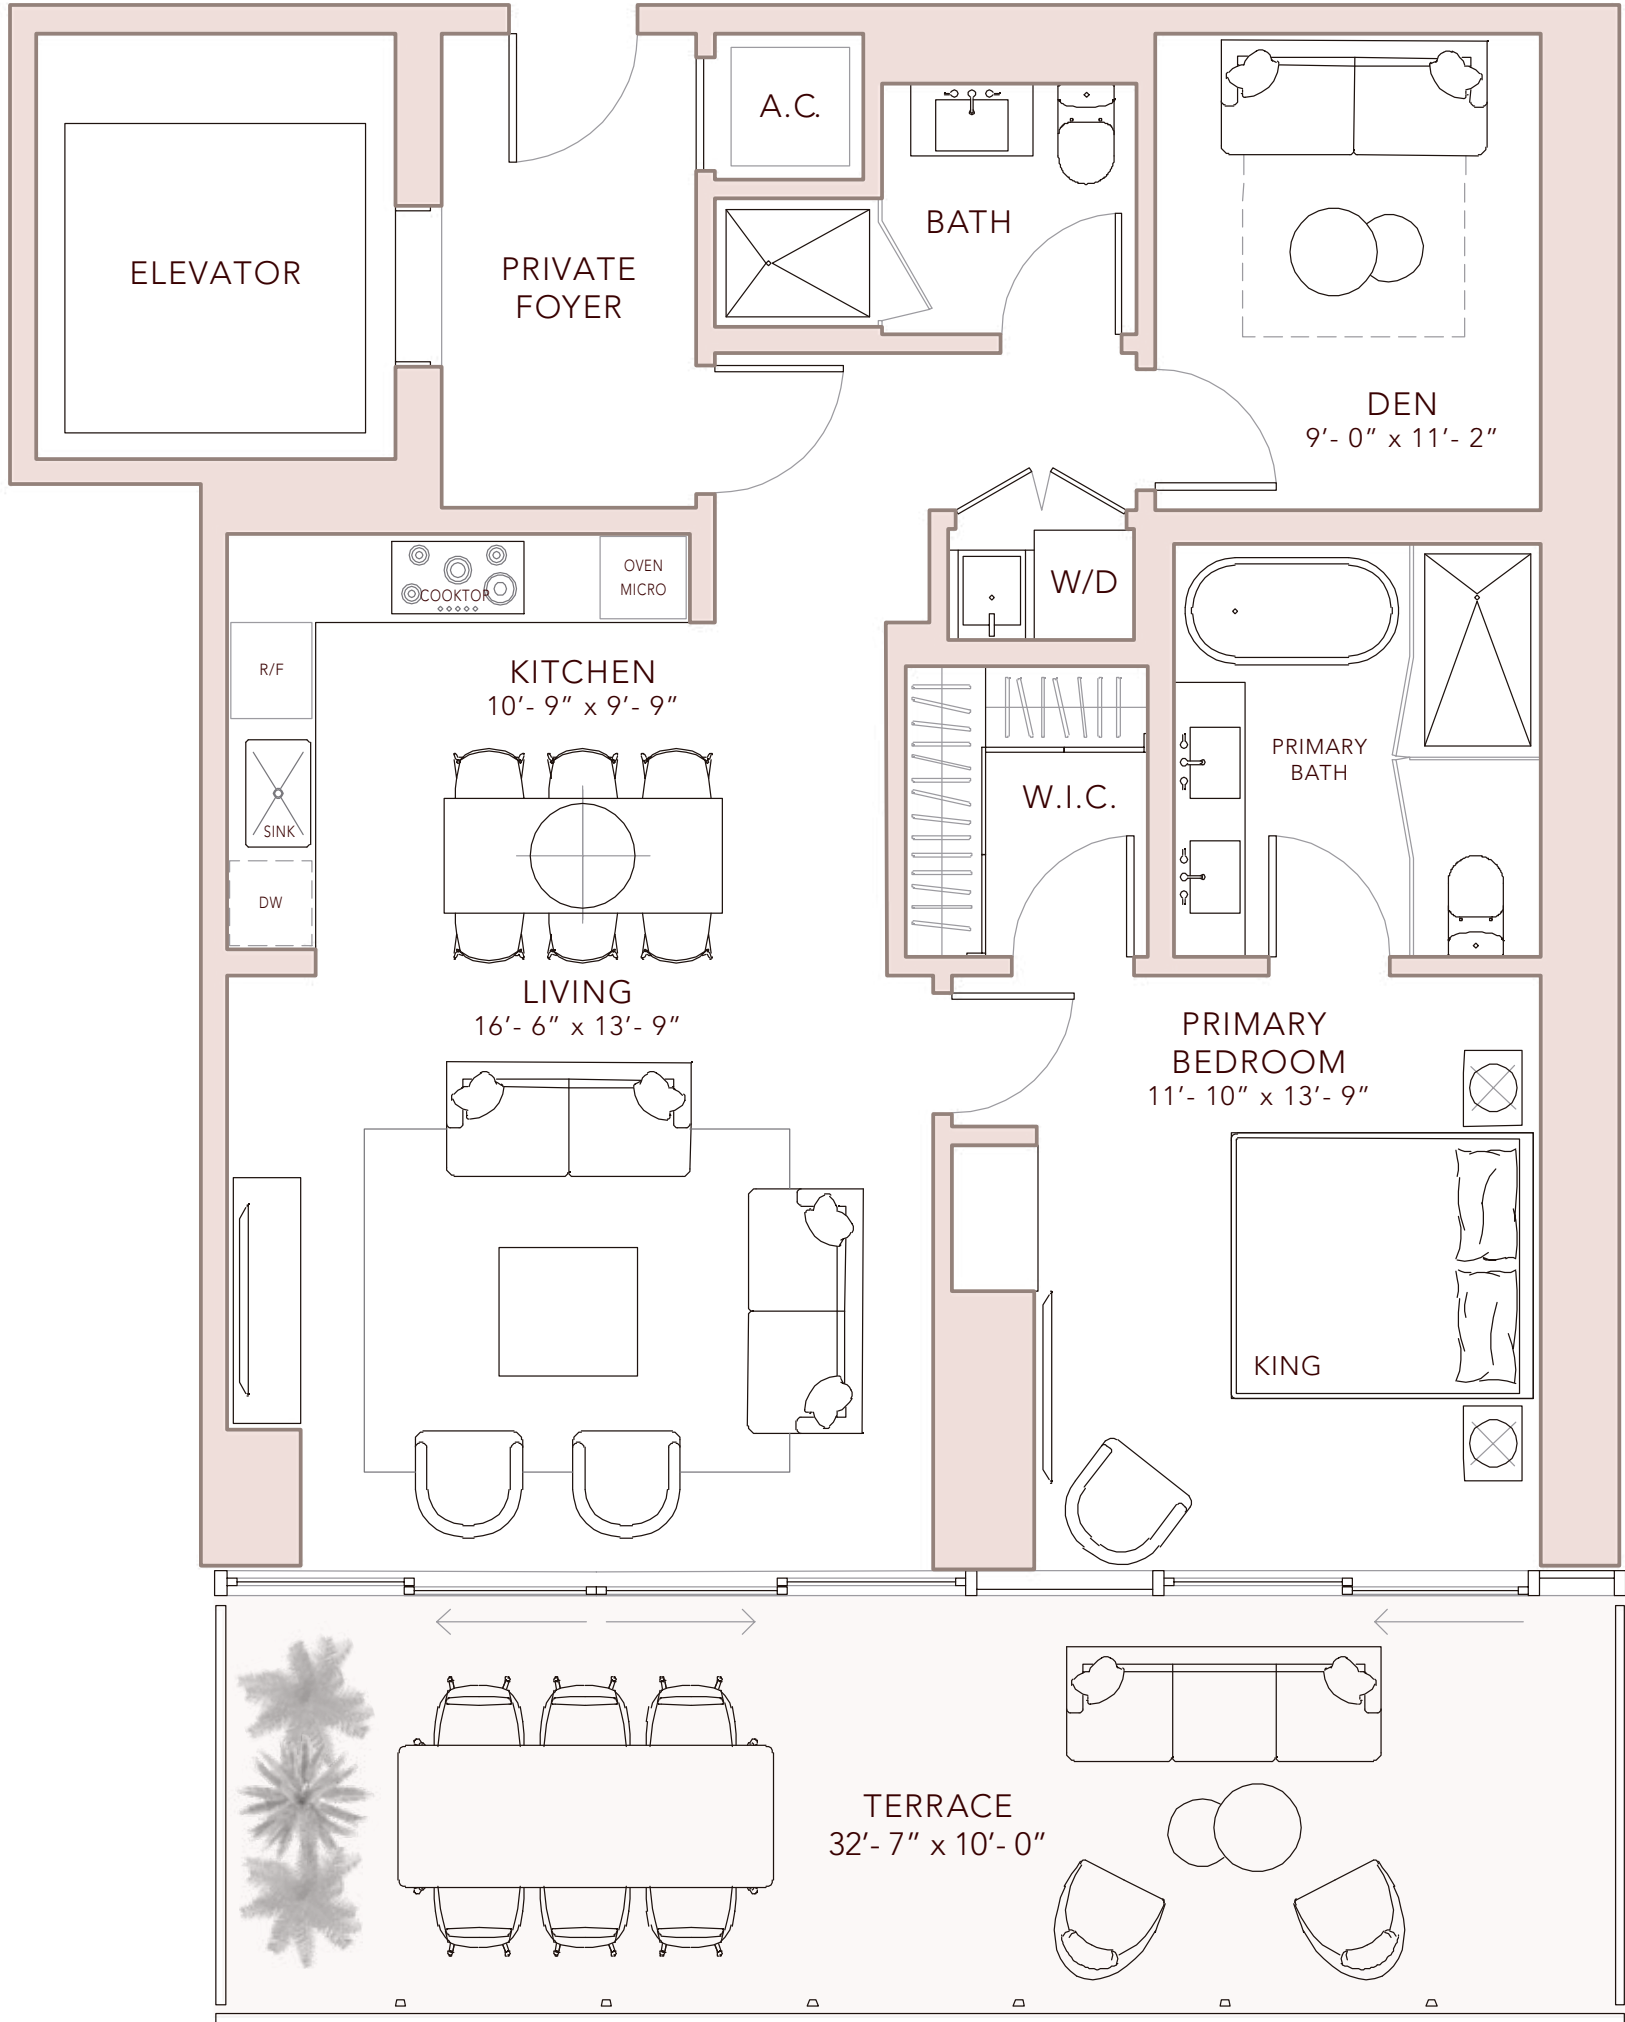 A.C.
BATH
ELEVATOR
PRIVATE
FOYER
DEN
9'- 0" x 11'- 2"
OVEN
MICRO
COOKTOP
W/D
R/F
KITCHEN
10'- 9" x 9'- 9"
PRIMARY
BATH
W.I.C.
SINK
DW
LIVING
16'- 6" x 13'- 9"
PRIMARY
BEDROOM
11'- 10" x 13'- 9"
KING
TERRACE
32'- 7" x 10'- 0"